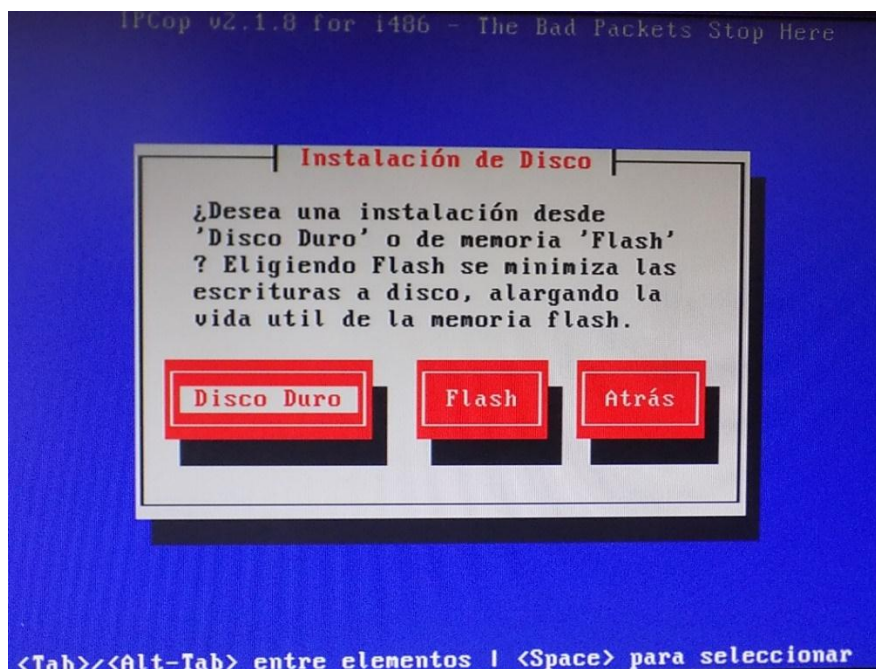 IPCop v2.1.8 for i486 - The Bad Packets Stop Here
Instalación de Disco
¿Desea una instalación desde
'Disco Duro' o de memoria 'Flash'
? Eligiendo Flash se minimiza las
escrituras a disco, alargando la
vida util de la memoria flash.
Disco Duro Flash Atrás
<Tab>/<Alt-Tab> entre elementos | <Space> para seleccionar